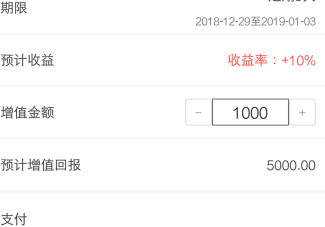 期限
2018-12-29至2019-01-03
预计收益 收益率：+10%
增值金额 - 1000 +
预计增值回报 5000.00
支付